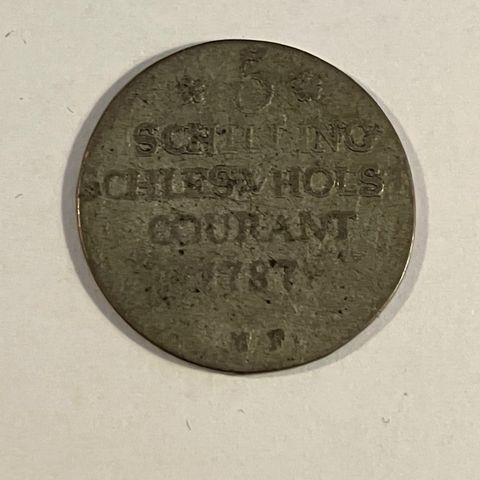 * 5 *
SCHILLING
SCHLESW HOLST
COURANT
1787
M F